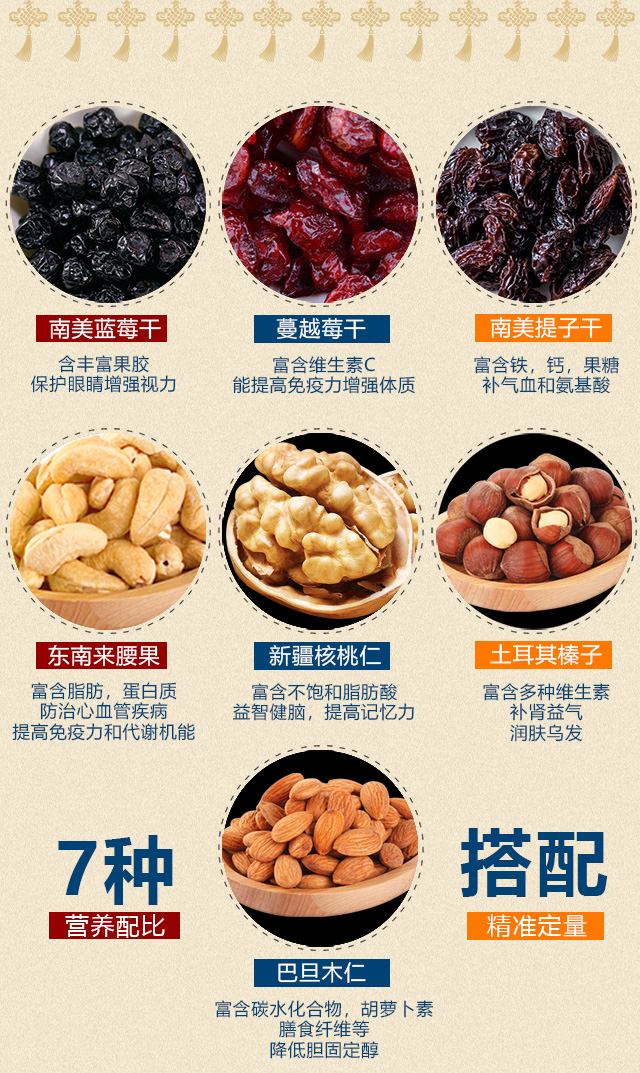 南美蓝莓干
含丰富果胶
保护眼睛增强视力
蔓越莓干
富含维生素C
能提高免疫力增强体质
南美提子干
富含铁，钙，果糖
补气血和氨基酸
东南来腰果
富含脂肪，蛋白质
防治心血管疾病
提高免疫力和代谢机能
新疆核桃仁
富含不饱和脂肪酸
益智健脑，提高记忆力
土耳其榛子
富含多种维生素
补肾益气
润肤乌发
7种
营养配比
巴旦木仁
富含碳水化合物，胡萝卜素
膳食纤维等
降低胆固定醇
搭配
精准定量